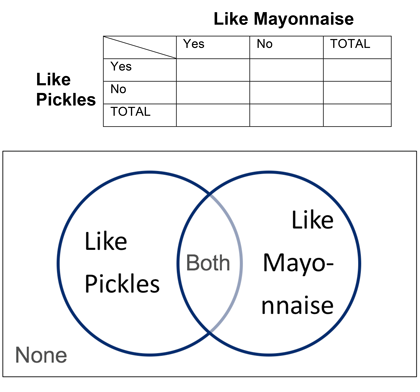 Like Mayonnaise
Yes No TOTAL
Like
Pickles
Yes
No
TOTAL
Like
Pickles
Both
Like
Mayo-
nnaise
None